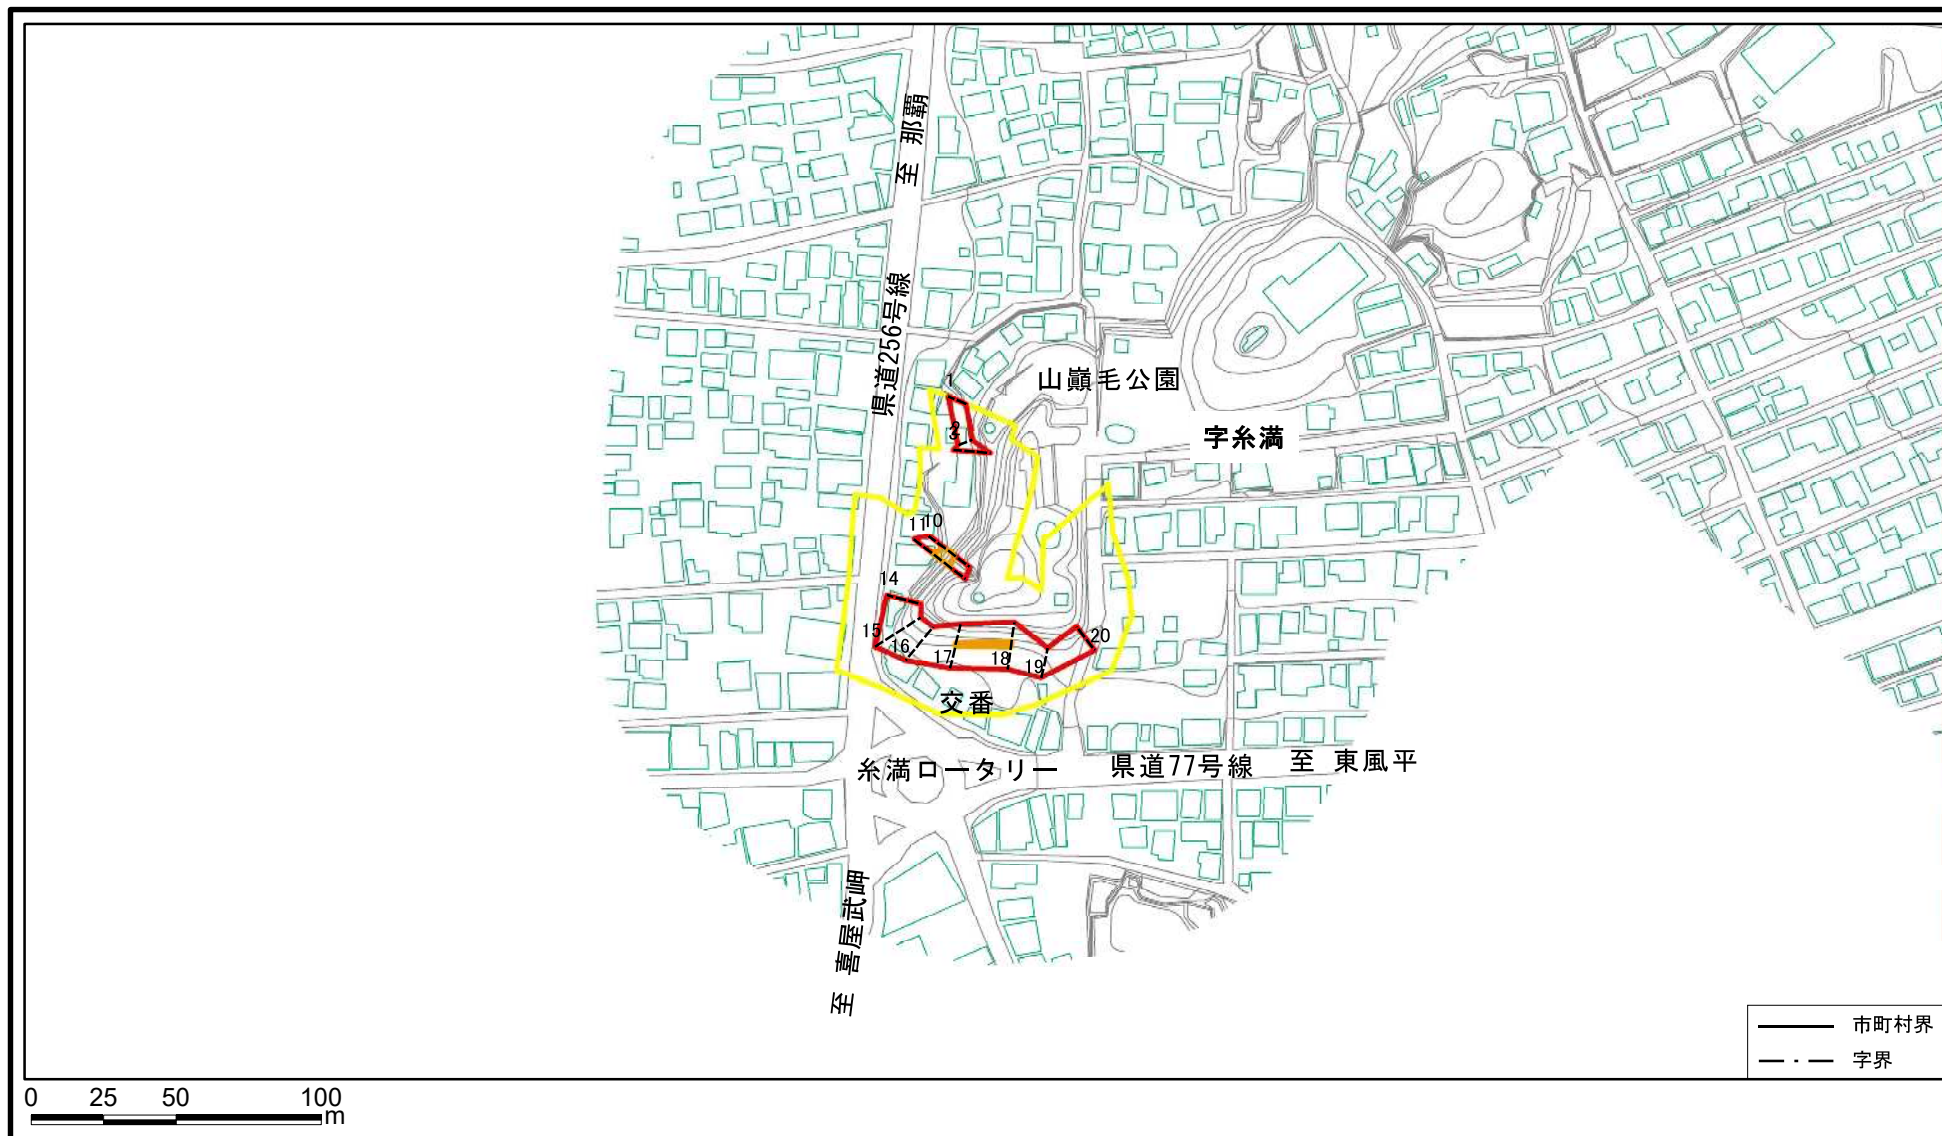 至 那覇
県道256号線
1
山巓毛公園
2
3
字糸満
11
10
14
15
16
17
18
19
20
交番
糸満ロータリー
県道77号線
至 東風平
至 喜屋武岬
市町村界
字界
0 25 50 100
m